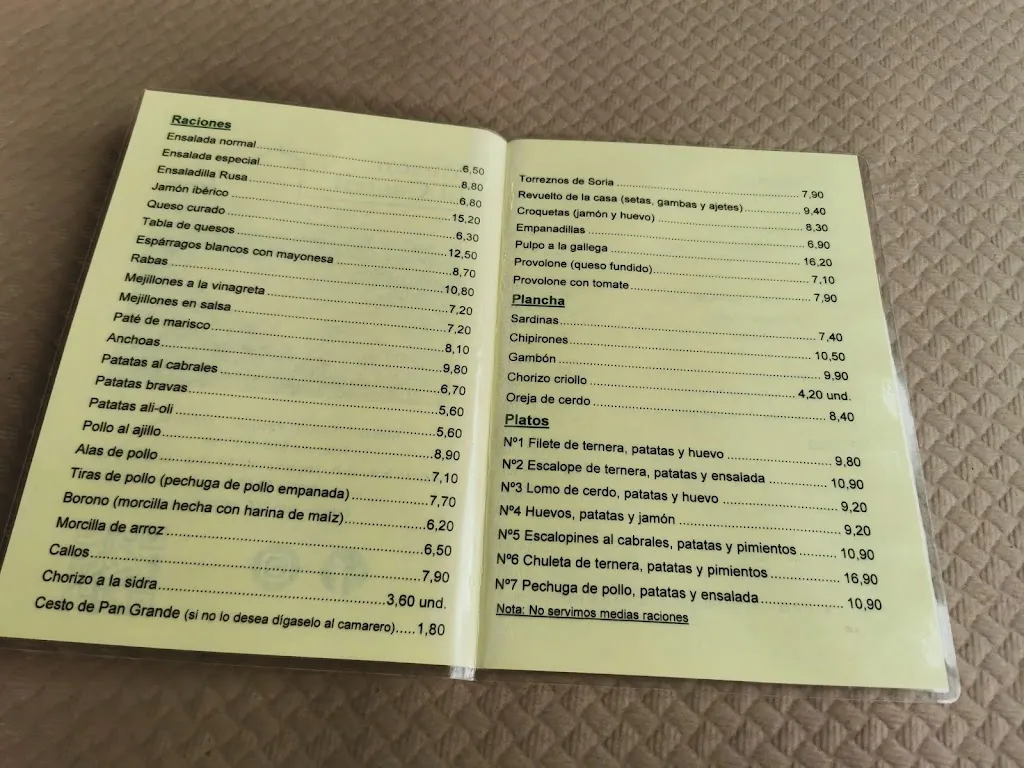 Raciones
Ensalada normal 6,50
Ensalada especial 8,80
Ensaladilla Rusa 6,80
Jamón ibérico 15,20
Queso curado 6,30
Tabla de quesos 12,50
Espárragos blancos con mayonesa 8,70
Rabas 10,80
Mejillones a la vinagreta 7,20
Mejillones en salsa 7,20
Paté de marisco 8,10
Anchoas 9,80
Patatas al cabrales 6,70
Patatas bravas 5,60
Patatas ali-oli 5,60
Pollo al ajillo 8,90
Alas de pollo 7,10
Tiras de pollo (pechuga de pollo empanada) 7,70
Borono (morcilla hecha con harina de maíz) 6,20
Morcilla de arroz 6,50
Callos 7,90
Chorizo a la sidra 3,60 und.
Cesto de Pan Grande (si no lo desea dígaselo al camarero) 1,80
Torreznos de Soria 7,90
Revuelto de la casa (setas, gambas y ajetes) 9,40
Croquetas (jamón y huevo) 8,30
Empanadillas 6,90
Pulpo a la gallega 16,20
Provolone (queso fundido) 7,10
Provolone con tomate 7,90
Plancha
Sardinas 7,40
Chipirones 10,50
Gambón 9,90
Chorizo criollo 4,20 und.
Oreja de cerdo 8,40
Platos
Nº1 Filete de ternera, patatas y huevo 9,80
Nº2 Escalope de ternera, patatas y ensalada 10,90
Nº3 Lomo de cerdo, patatas y huevo 9,20
Nº4 Huevos, patatas y jamón 9,20
Nº5 Escalopines al cabrales, patatas y pimientos 10,90
Nº6 Chuleta de ternera, patatas y pimientos 16,90
Nº7 Pechuga de pollo, patatas y ensalada 10,90
Nota: No servimos medias raciones